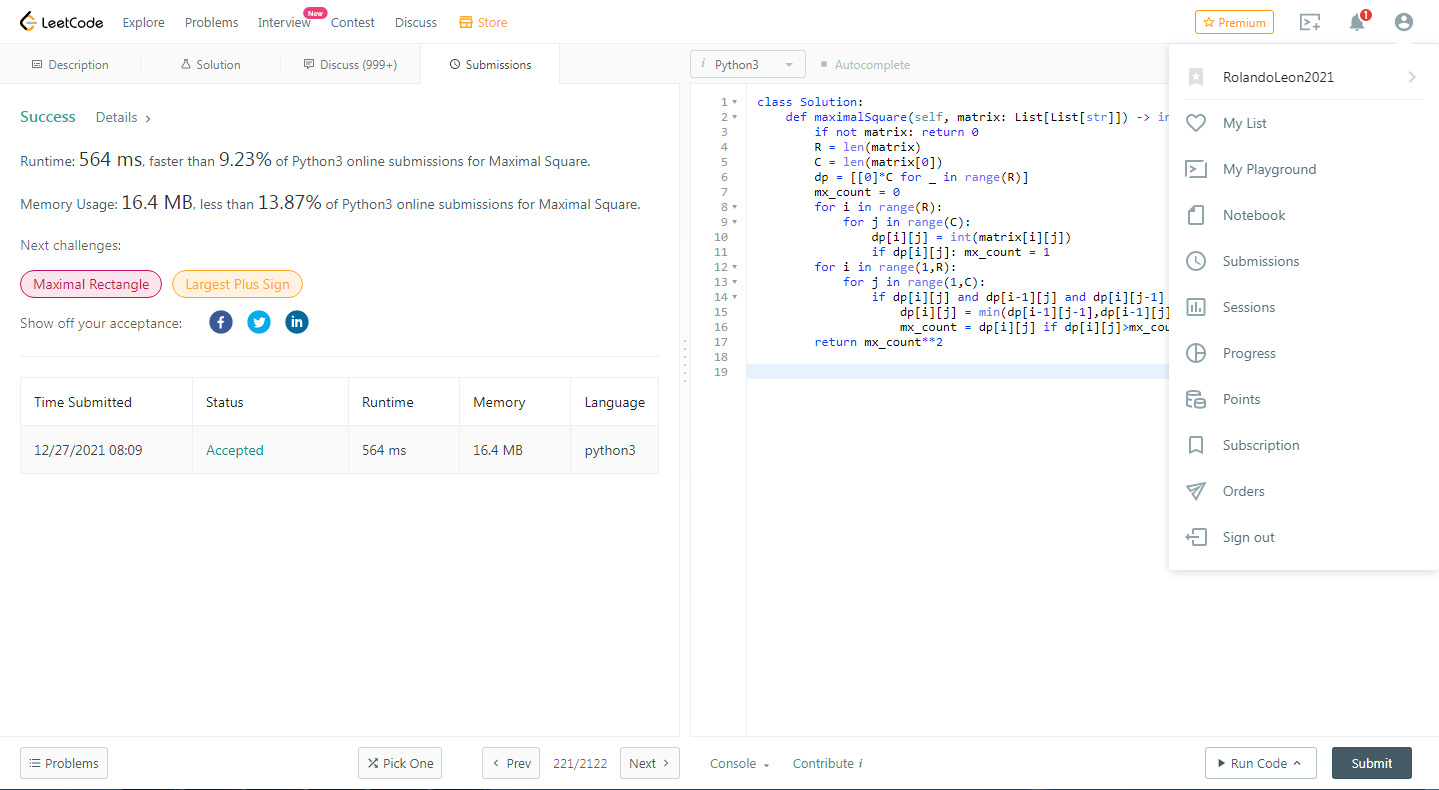 LeetCode Explore Problems Interview New Contest Discuss Store Premium 1
Description Solution Discuss (999+) Submissions i Python3 Autocomplete
RolandoLeon2021
My List
My Playground
Notebook
Submissions
Sessions
Progress
Points
Subscription
Orders
Sign out
Success Details
Runtime: 564 ms, faster than 9.23% of Python3 online submissions for Maximal Square.
Memory Usage: 16.4 MB, less than 13.87% of Python3 online submissions for Maximal Square.
Next challenges:
Maximal Rectangle Largest Plus Sign
Show off your acceptance:
Time Submitted Status Runtime Memory Language
12/27/2021 08:09 Accepted 564 ms 16.4 MB python3
1 class Solution:
2 def maximalSquare(self, matrix: List[List[str]]) -> in
3 if not matrix: return 0
4 R = len(matrix)
5 C = len(matrix[0])
6 dp = [[0]*C for _ in range(R)]
7 mx_count = 0
8 for i in range(R):
9 for j in range(C):
10 dp[i][j] = int(matrix[i][j])
11 if dp[i][j]: mx_count = 1
12 for i in range(1,R):
13 for j in range(1,C):
14 if dp[i][j] and dp[i-1][j] and dp[i][j-1]
15 dp[i][j] = min(dp[i-1][j-1],dp[i-1][j]
16 mx_count = dp[i][j] if dp[i][j]>mx_cou
17 return mx_count**2
18
19
Problems Pick One Prev 221/2122 Next Console Contribute i Run Code Submit